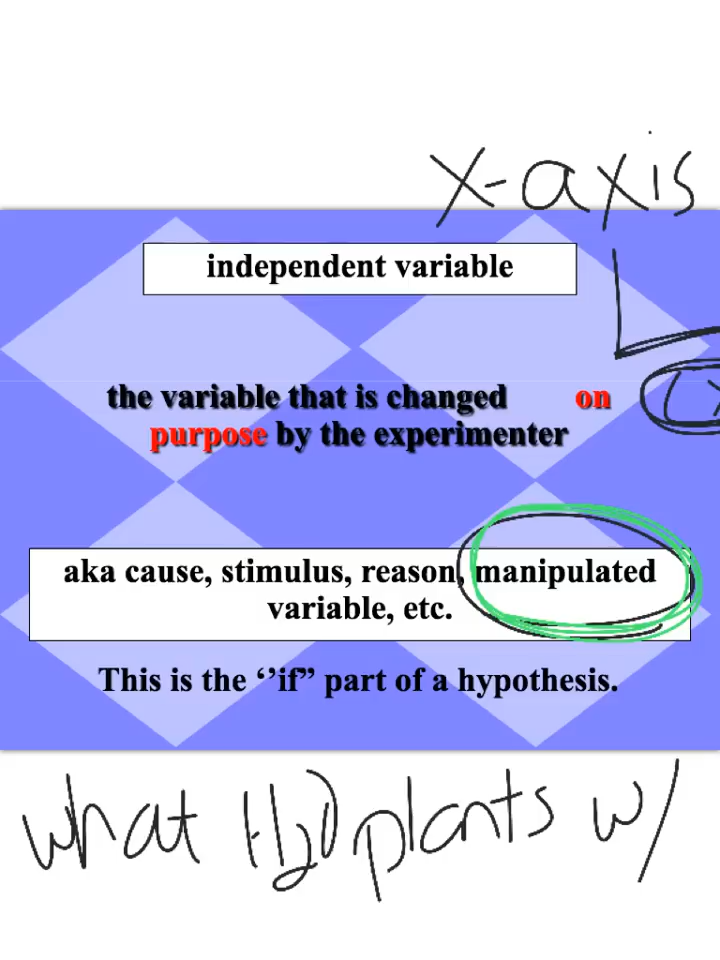 x-axis
independent variable
the variable that is changed on
purpose by the experimenter
aka cause, stimulus, reason, manipulated
variable, etc.
This is the ‘’if” part of a hypothesis.
what H2O plants w/